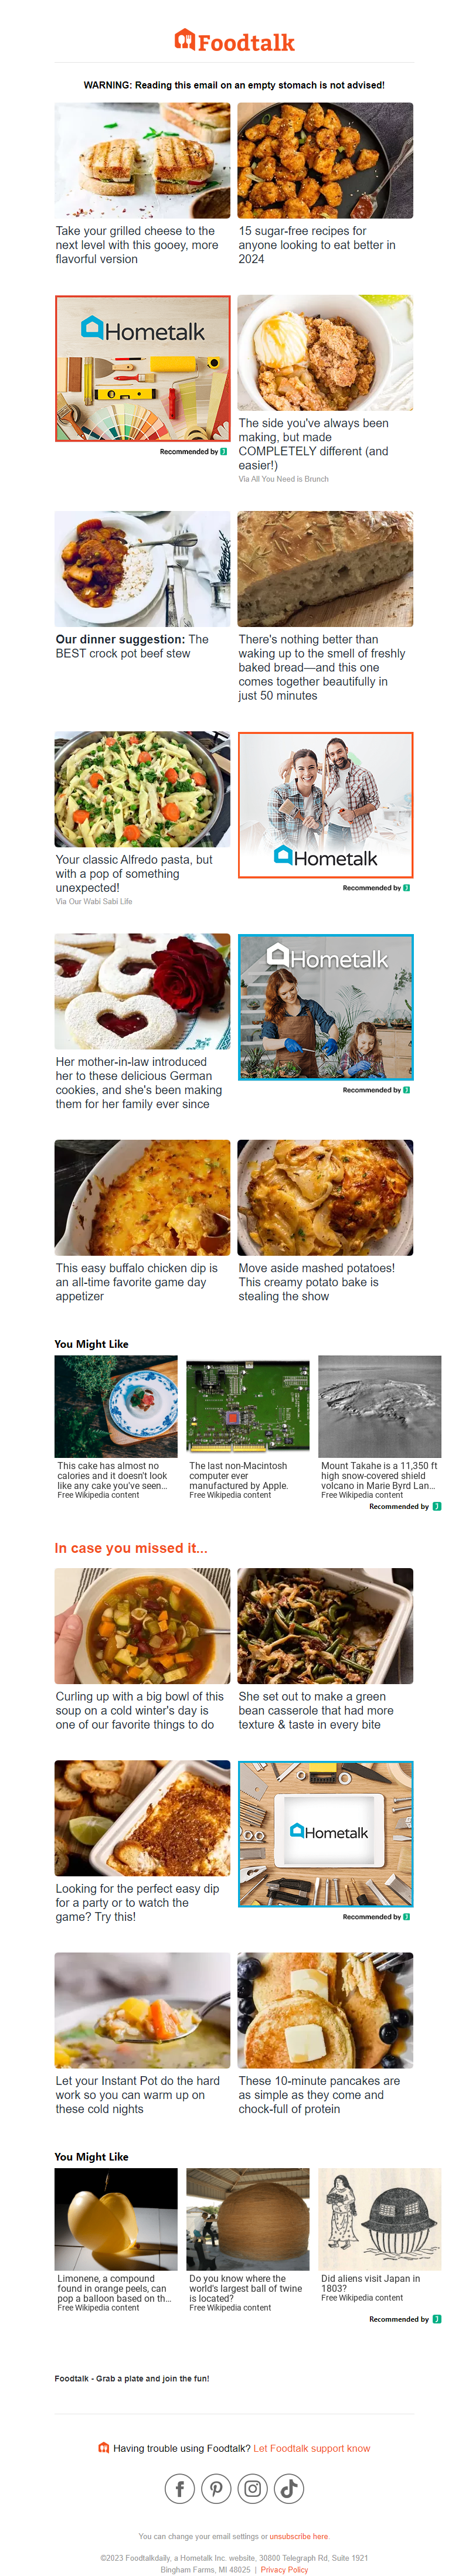 Foodtalk
WARNING: Reading this email on an empty stomach is not advised!
Take your grilled cheese to the
next level with this gooey, more
flavorful version
15 sugar-free recipes for
anyone looking to eat better in
2024
Hometalk
Recommended by
The side you've always been
making, but made
COMPLETELY different (and
easier!)
Via All You Need is Brunch
Our dinner suggestion: The
BEST crock pot beef stew
There's nothing better than
waking up to the smell of freshly
baked bread—and this one
comes together beautifully in
just 50 minutes
Your classic Alfredo pasta, but
with a pop of something
unexpected!
Via Our Wabi Sabi Life
Hometalk
Recommended by
Her mother-in-law introduced
her to these delicious German
cookies, and she's been making
them for her family ever since
Hometalk
Recommended by
This easy buffalo chicken dip is
an all-time favorite game day
appetizer
Move aside mashed potatoes!
This creamy potato bake is
stealing the show
You Might Like
This cake has almost no
calories and it doesn't look
like any cake you've seen...
Free Wikipedia content
The last non-Macintosh
computer ever
manufactured by Apple.
Free Wikipedia content
Mount Takahe is a 11,350 ft
high snow-covered shield
volcano in Marie Byrd Lan...
Free Wikipedia content
Recommended by
In case you missed it...
Curling up with a big bowl of this
soup on a cold winter's day is
one of our favorite things to do
She set out to make a green
bean casserole that had more
texture & taste in every bite
Looking for the perfect easy dip
for a party or to watch the
game? Try this!
Hometalk
Recommended by
Let your Instant Pot do the hard
work so you can warm up on
these cold nights
These 10-minute pancakes are
as simple as they come and
chock-full of protein
You Might Like
Limonene, a compound
found in orange peels, can
pop a balloon based on th...
Free Wikipedia content
Do you know where the
world's largest ball of twine
is located?
Free Wikipedia content
Did aliens visit Japan in
1803?
Free Wikipedia content
Recommended by
Foodtalk - Grab a plate and join the fun!
Having trouble using Foodtalk? Let Foodtalk support know
You can change your email settings or unsubscribe here.
©2023 Foodtalkdaily, a Hometalk Inc. website, 30800 Telegraph Rd, Suite 1921
Bingham Farms, MI 48025 | Privacy Policy